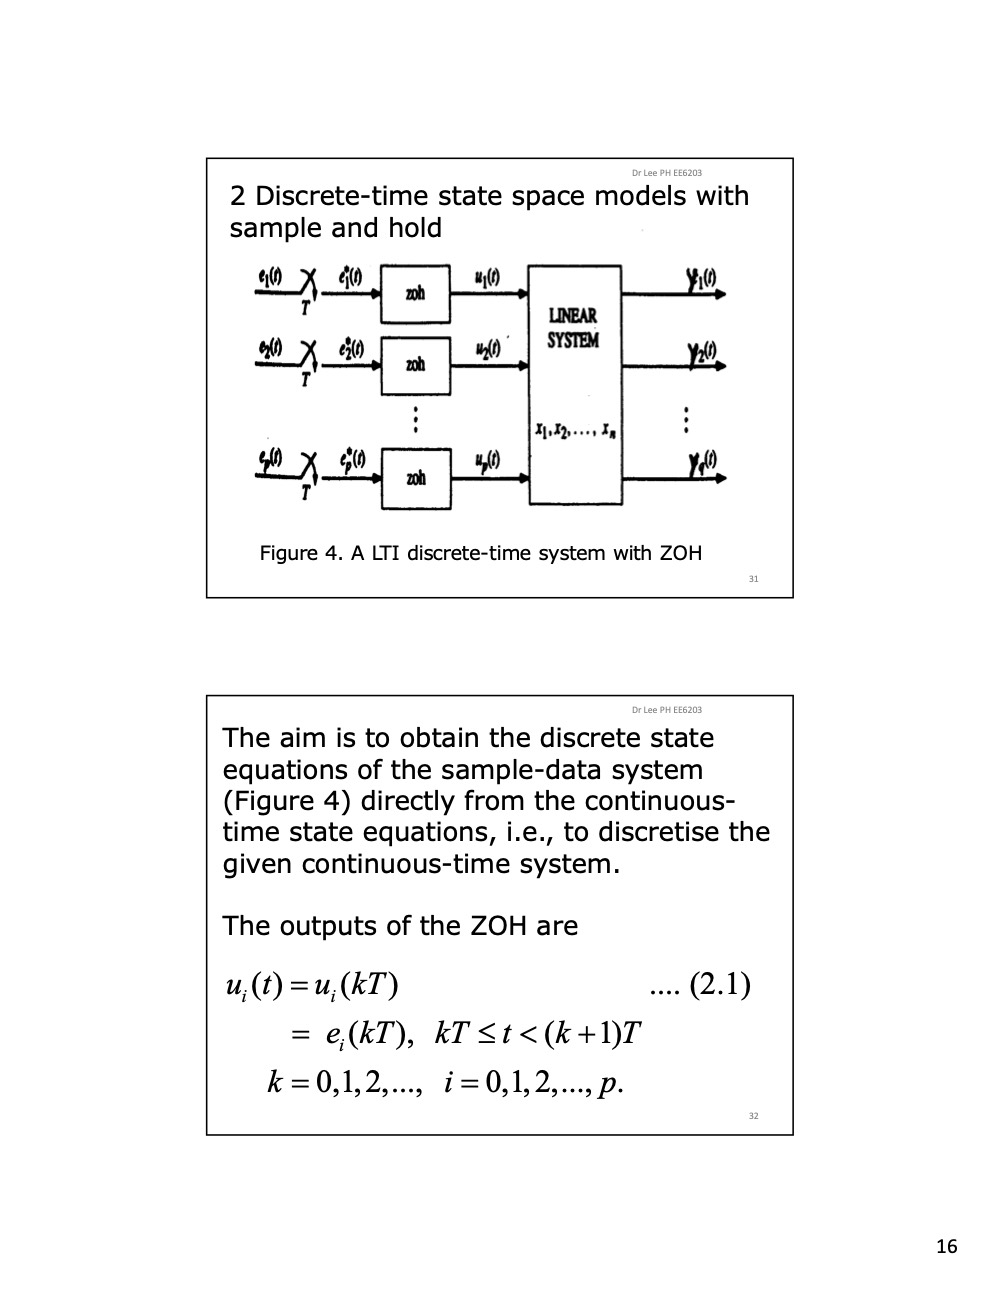 Dr Lee PH EE6203
2 Discrete-time state space models with
sample and hold
e₁(t) e₁*(t) zoh u₁(t) y₁(t)
T
LINEAR
SYSTEM
e₂(t) e₂*(t) zoh u₂(t) y₂(t)
T
⋮ ⋮
x₁, x₂, ..., xₙ
eₚ(t) eₚ*(t) zoh uₚ(t) y_q(t)
T
Figure 4. A LTI discrete-time system with ZOH
31
Dr Lee PH EE6203
The aim is to obtain the discrete state
equations of the sample-data system
(Figure 4) directly from the continuous-
time state equations, i.e., to discretise the
given continuous-time system.
The outputs of the ZOH are
uᵢ(t) = uᵢ(kT) .... (2.1)
= eᵢ(kT), kT ≤ t < (k+1)T
k = 0,1,2,..., i = 0,1,2,..., p.
32
16